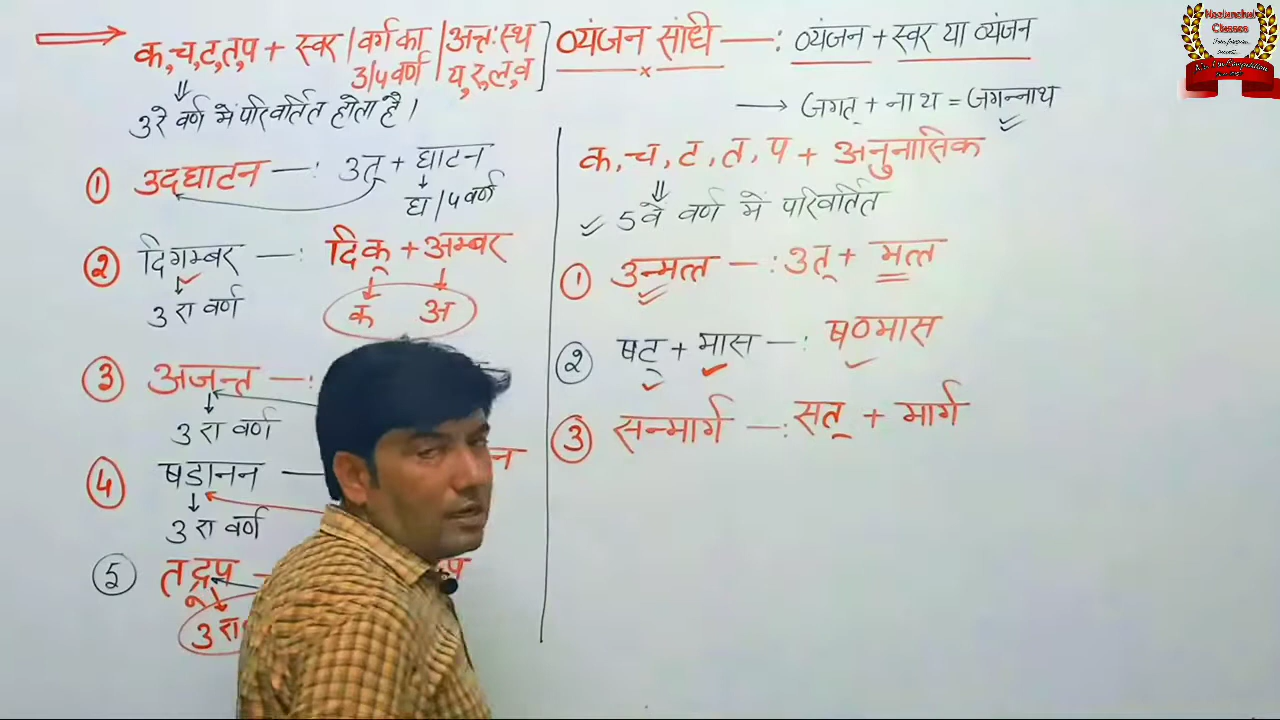 क,च,ट,त,प + स्वर | वर्ग का 3/4 वर्ण | अन्तःस्थ य,र,ल,व
⇓
3रे वर्ण में परिवर्तित होता है।
① उद्घाटन —: उत् + घाटन
घ/4 वर्ण
② दिगम्बर —: दिक् + अम्बर
3 रा वर्ण
क अ
③ अजन्त —:
3 रा वर्ण
④ षडानन —
3 रा वर्ण
⑤ तद्रूप —
3 रा
व्यंजन संधी —: व्यंजन + स्वर या व्यंजन
→ जगत् + नाथ = जगन्नाथ
क, च, ट, त, प + अनुनासिक
⇓
5वे वर्ण में परिवर्तित
① उन्मत्त —: उत् + मत्त
② षट् + मास —: षण्मास
③ सन्मार्ग —: सत् + मार्ग
Neelanchal
Classes